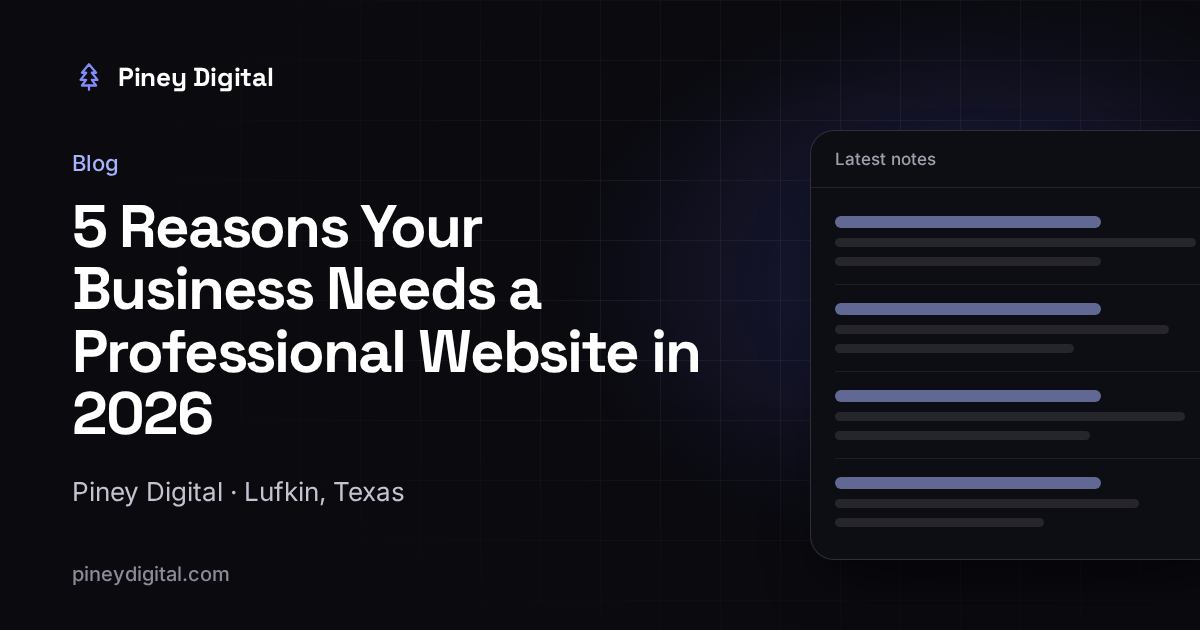 Piney Digital
Blog
5 Reasons Your
Business Needs a
Professional Website in
2026
Piney Digital · Lufkin, Texas
pineydigital.com
Latest notes